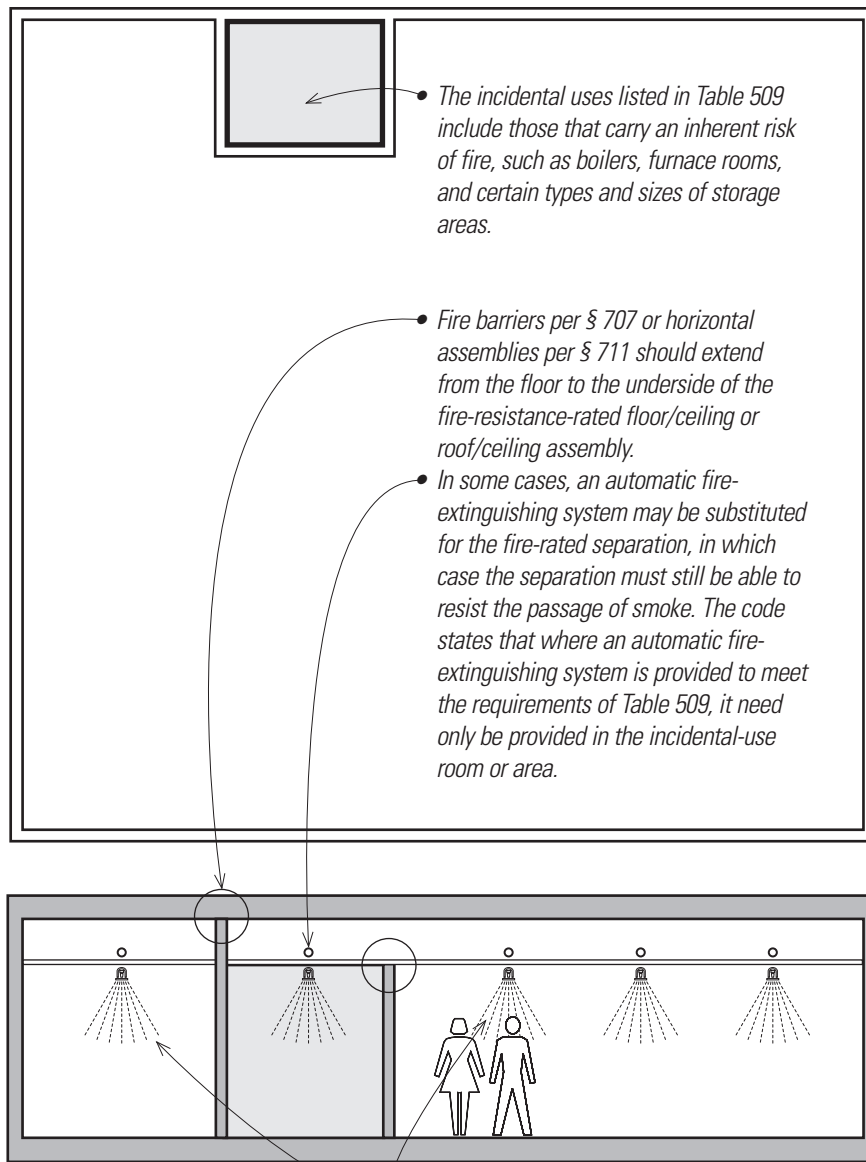 • The incidental uses listed in Table 509
include those that carry an inherent risk
of fire, such as boilers, furnace rooms,
and certain types and sizes of storage
areas.
• Fire barriers per § 707 or horizontal
assemblies per § 711 should extend
from the floor to the underside of the
fire-resistance-rated floor/ceiling or
roof/ceiling assembly.
• In some cases, an automatic fire-
extinguishing system may be substituted
for the fire-rated separation, in which
case the separation must still be able to
resist the passage of smoke. The code
states that where an automatic fire-
extinguishing system is provided to meet
the requirements of Table 509, it need
only be provided in the incidental-use
room or area.